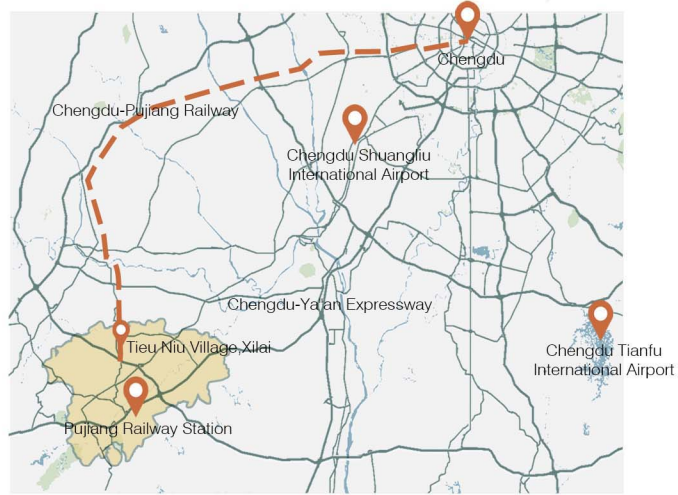 Chengdu
Chengdu-Pujiang Railway
Chengdu Shuangliu
International Airport
Chengdu-Ya'an Expressway
Tieu Niu Village,Xilai
Chengdu Tianfu
International Airport
Pujiang Railway Station